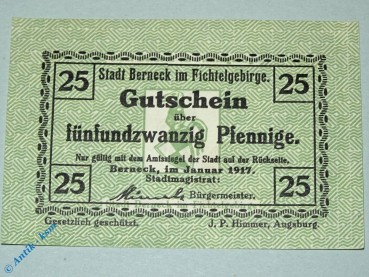 Stadt Berneck im Fichtelgebirge.
25 25
Gutschein
über
fünfundzwanzig Pfennige.
Nur gültig mit dem Amtssiegel der Stadt auf der Rückseite.
Berneck, im Januar 1917.
25 25
Stadtmagistrat:
Bürgermeister.
Gesetzlich geschützt. J. P. Himmer, Augsburg.